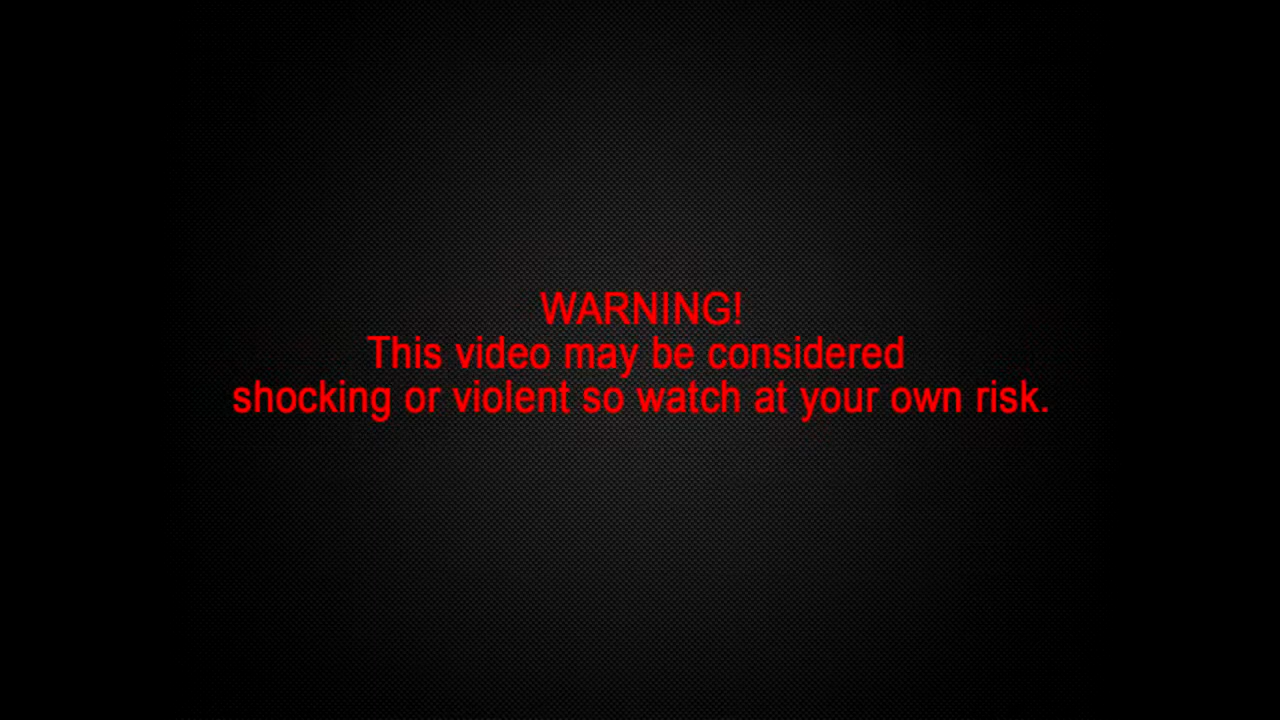 WARNING!
This video may be considered
shocking or violent so watch at your own risk.